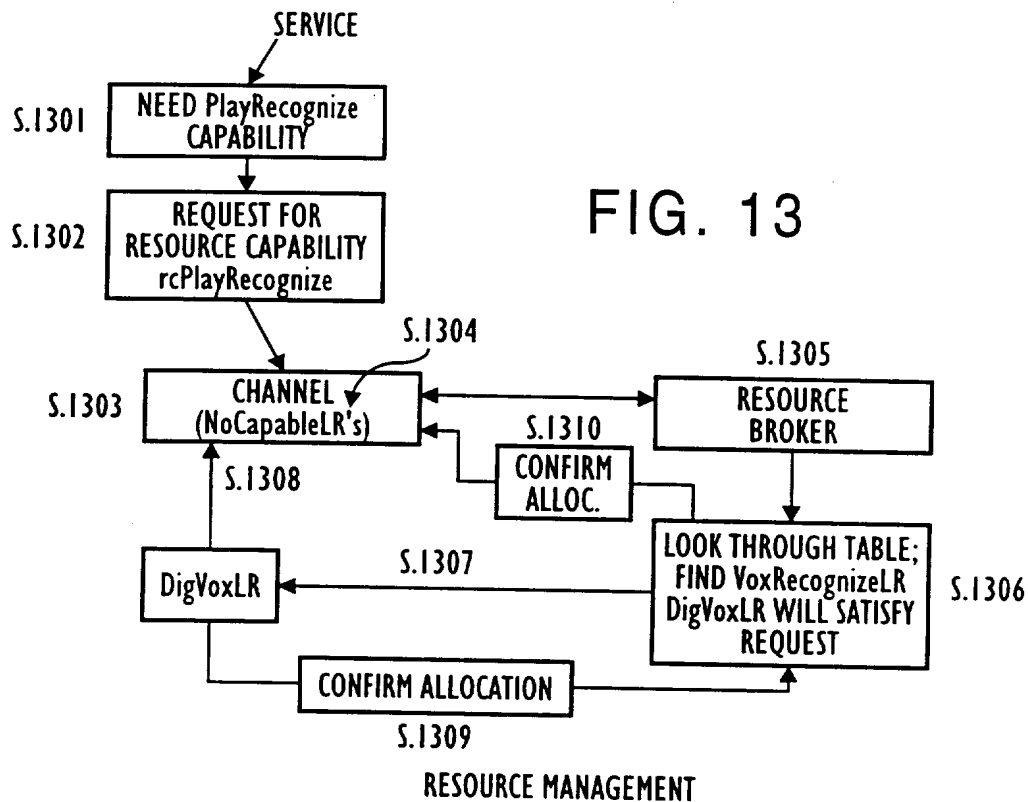 SERVICE
S.1301
NEED PlayRecognize
CAPABILITY
FIG. 13
S.1302
REQUEST FOR
RESOURCE CAPABILITY
rcPlayRecognize
S.1304
S.1305
S.1303
CHANNEL
(NoCapableLR's)
RESOURCE
BROKER
S.1310
CONFIRM
ALLOC.
S.1308
S.1307
DigVoxLR
LOOK THROUGH TABLE;
FIND VoxRecognizeLR
DigVoxLR WILL SATISFY
REQUEST
S.1306
CONFIRM ALLOCATION
S.1309
RESOURCE MANAGEMENT